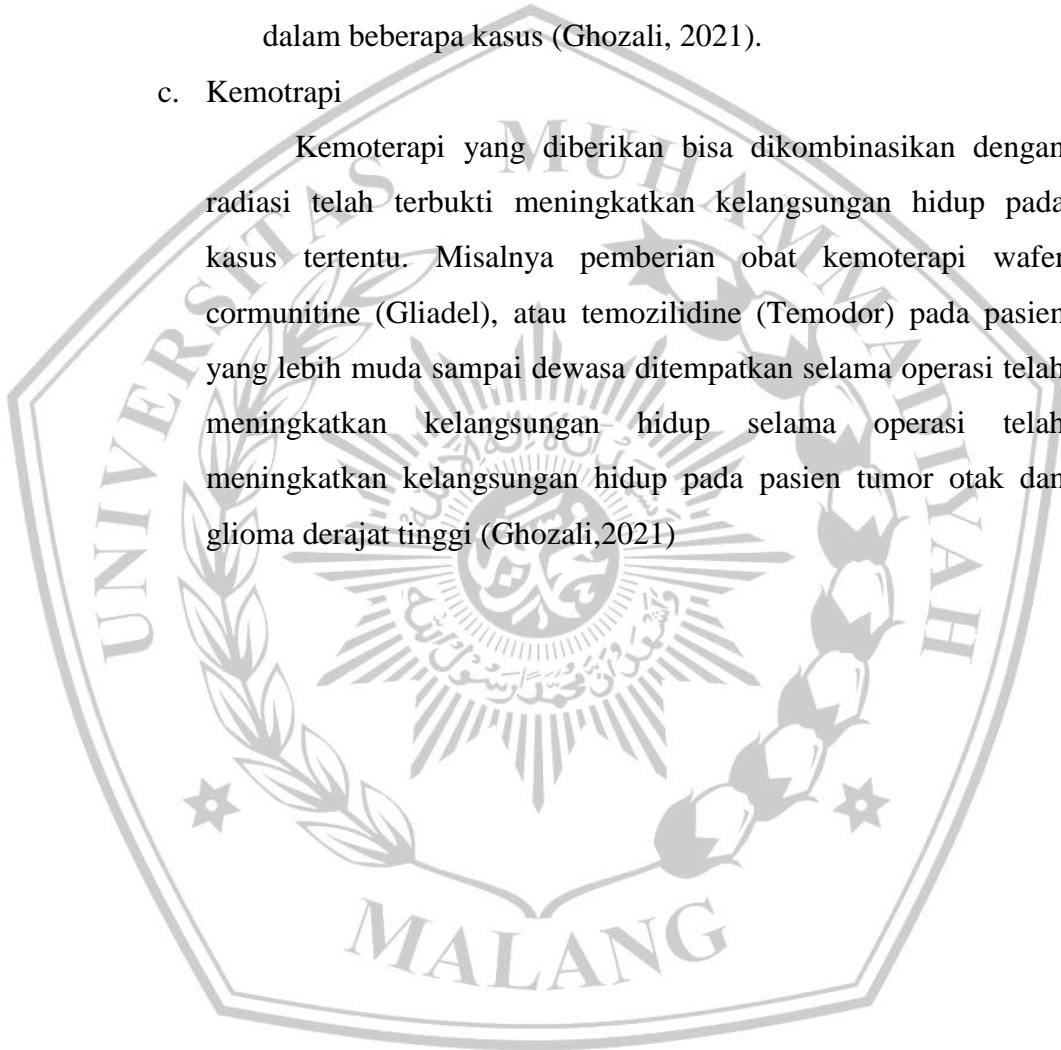 dalam beberapa kasus (Ghozali, 2021).
c. Kemotrapi
Kemoterapi yang diberikan bisa dikombinasikan dengan
radiasi telah terbukti meningkatkan kelangsungan hidup pada
kasus tertentu. Misalnya pemberian obat kemoterapi wafer
cormunitine (Gliadel), atau temozilidine (Temodor) pada pasien
yang lebih muda sampai dewasa ditempatkan selama operasi telah
meningkatkan kelangsungan hidup selama operasi telah
meningkatkan kelangsungan hidup pada pasien tumor otak dan
glioma derajat tinggi (Ghozali,2021)
UNIVERSITAS MUHAMMADIYAH
MALANG